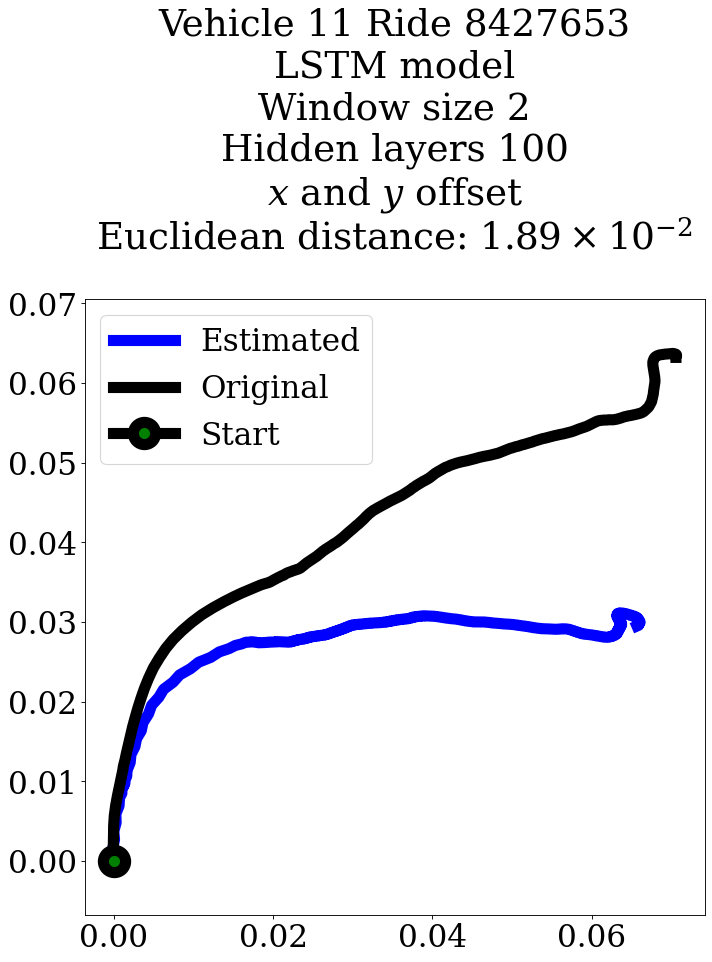 Vehicle 11 Ride 8427653
LSTM model
Window size 2
Hidden layers 100
x and y offset
Euclidean distance: 1.89 × 10⁻²
0.07
0.06
0.05
0.04
0.03
0.02
0.01
0.00
Estimated
Original
Start
0.00 0.02 0.04 0.06